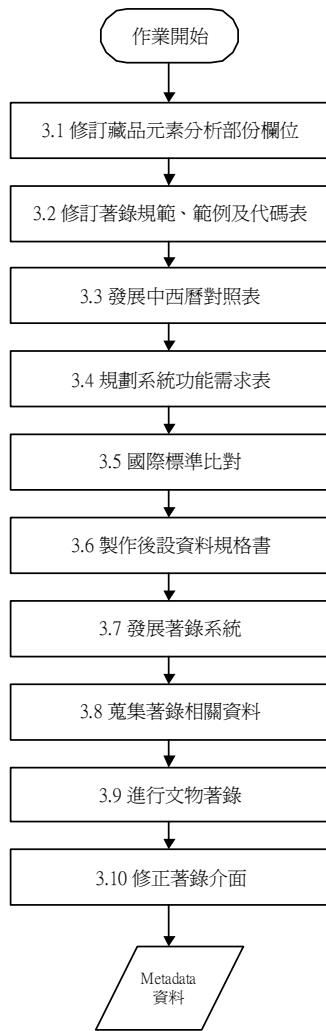 作業開始
3.1 修訂藏品元素分析部份欄位
3.2 修訂著錄規範、範例及代碼表
3.3 發展中西曆對照表
3.4 規劃系統功能需求表
3.5 國際標準比對
3.6 製作後設資料規格書
3.7 發展著錄系統
3.8 蒐集著錄相關資料
3.9 進行文物著錄
3.10 修正著錄介面
Metadada
資料